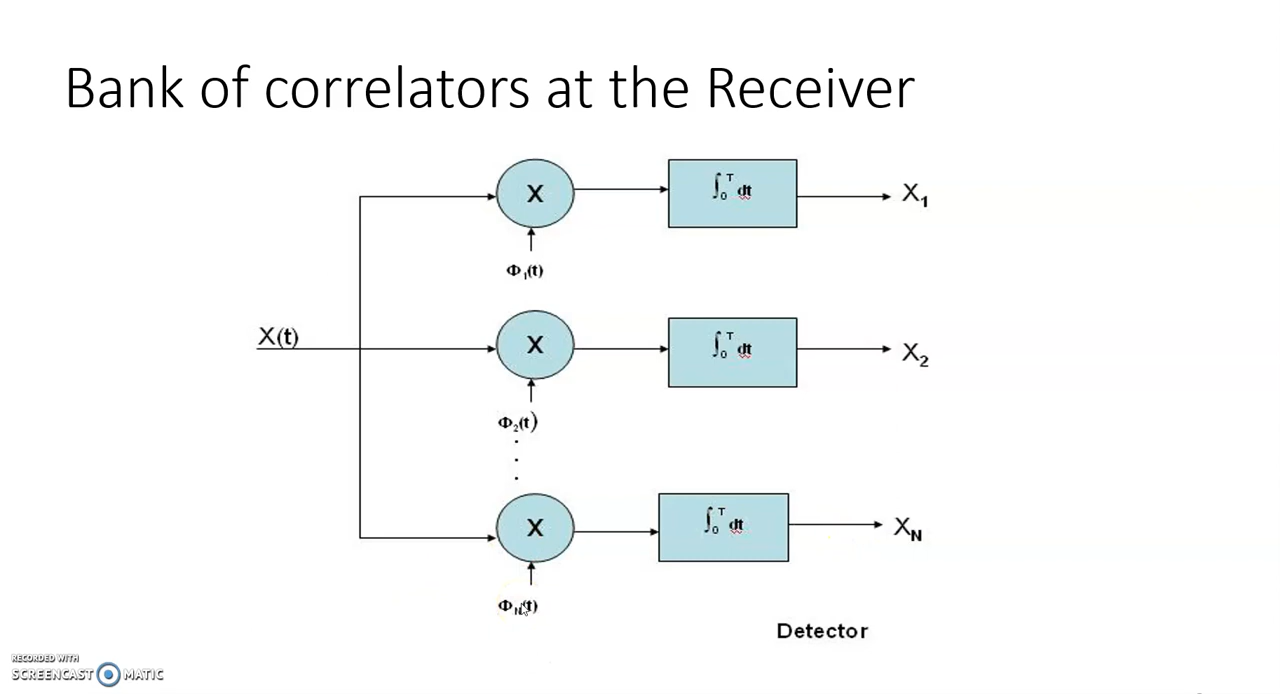 Bank of correlators at the Receiver
X ∫₀ᵀ dt X₁
Φ₁(t)
X(t) X ∫₀ᵀ dt X₂
Φ₂(t)
X ∫₀ᵀ dt X_N
Φ_N(t)
Detector
RECORDED WITH
SCREENCAST MATIC